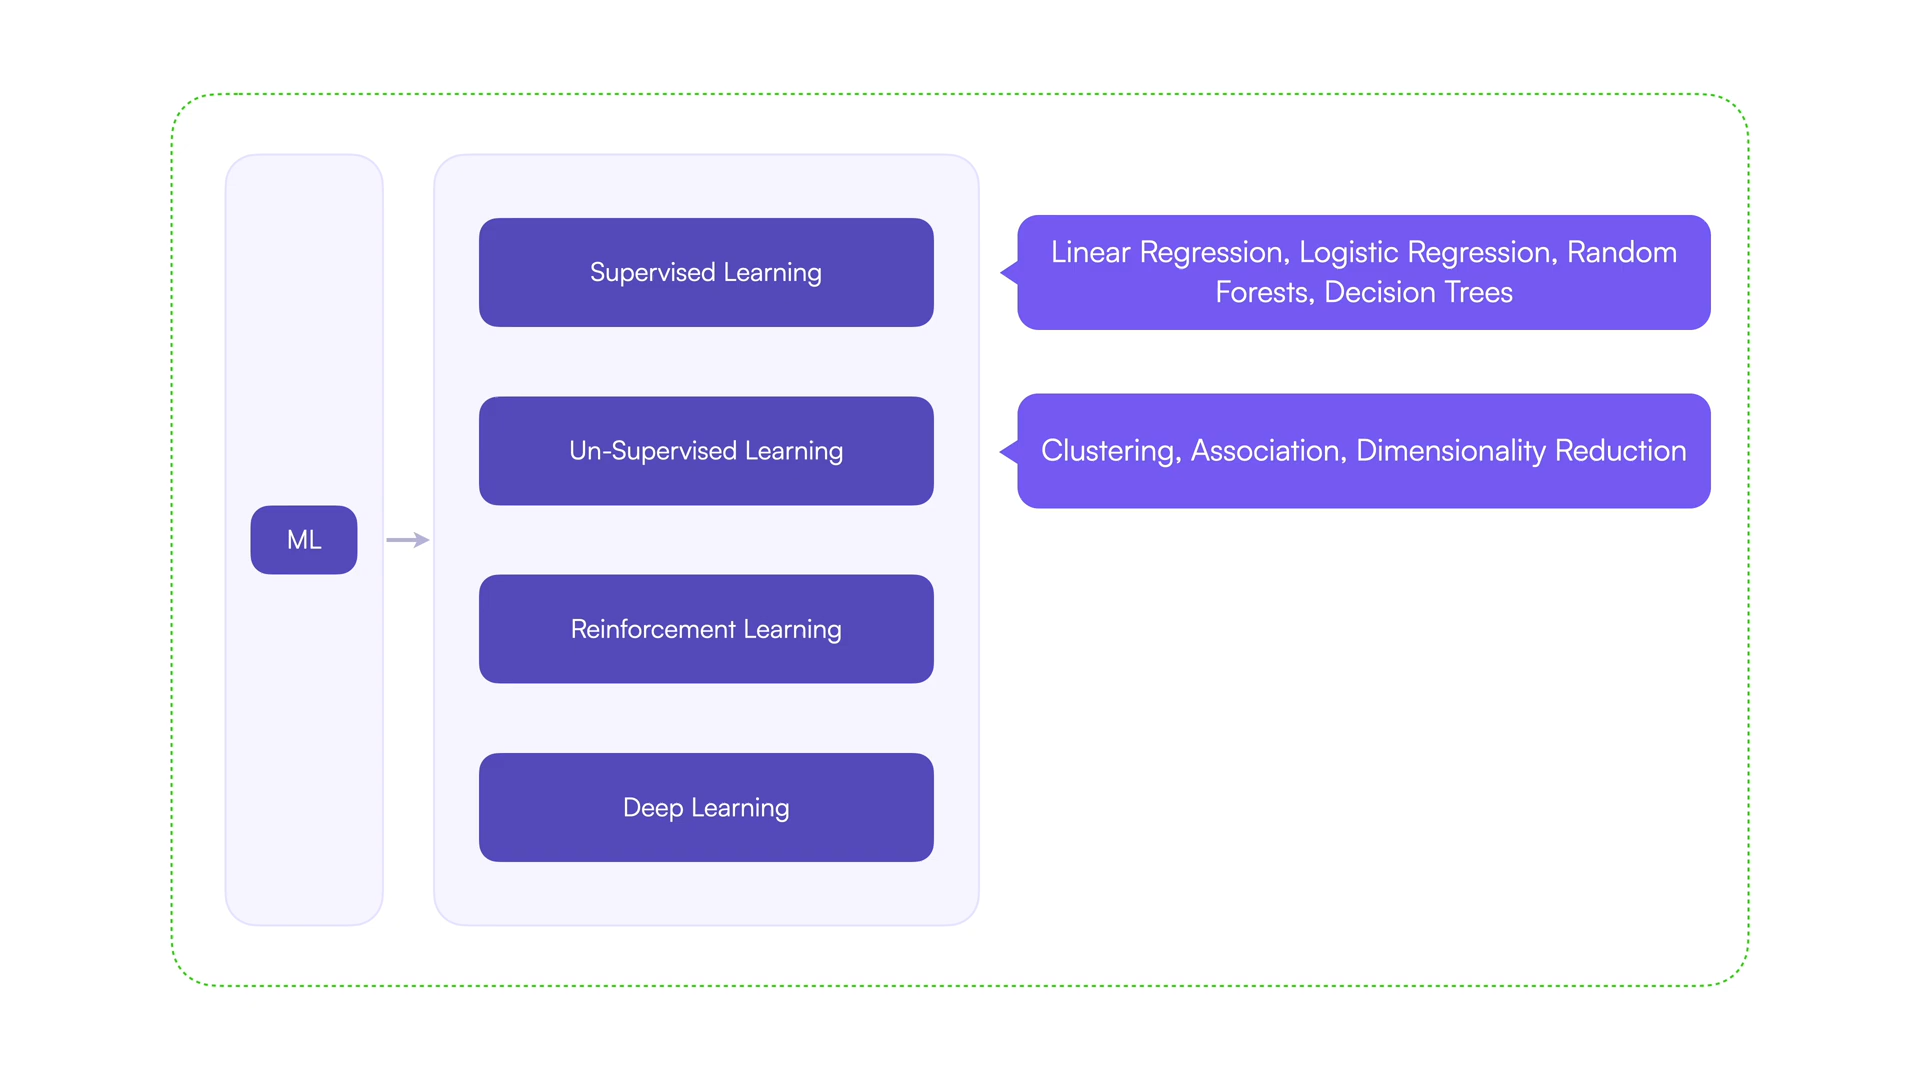 ML
Supervised Learning
Linear Regression, Logistic Regression, Random
Forests, Decision Trees
Un-Supervised Learning
Clustering, Association, Dimensionality Reduction
Reinforcement Learning
Deep Learning